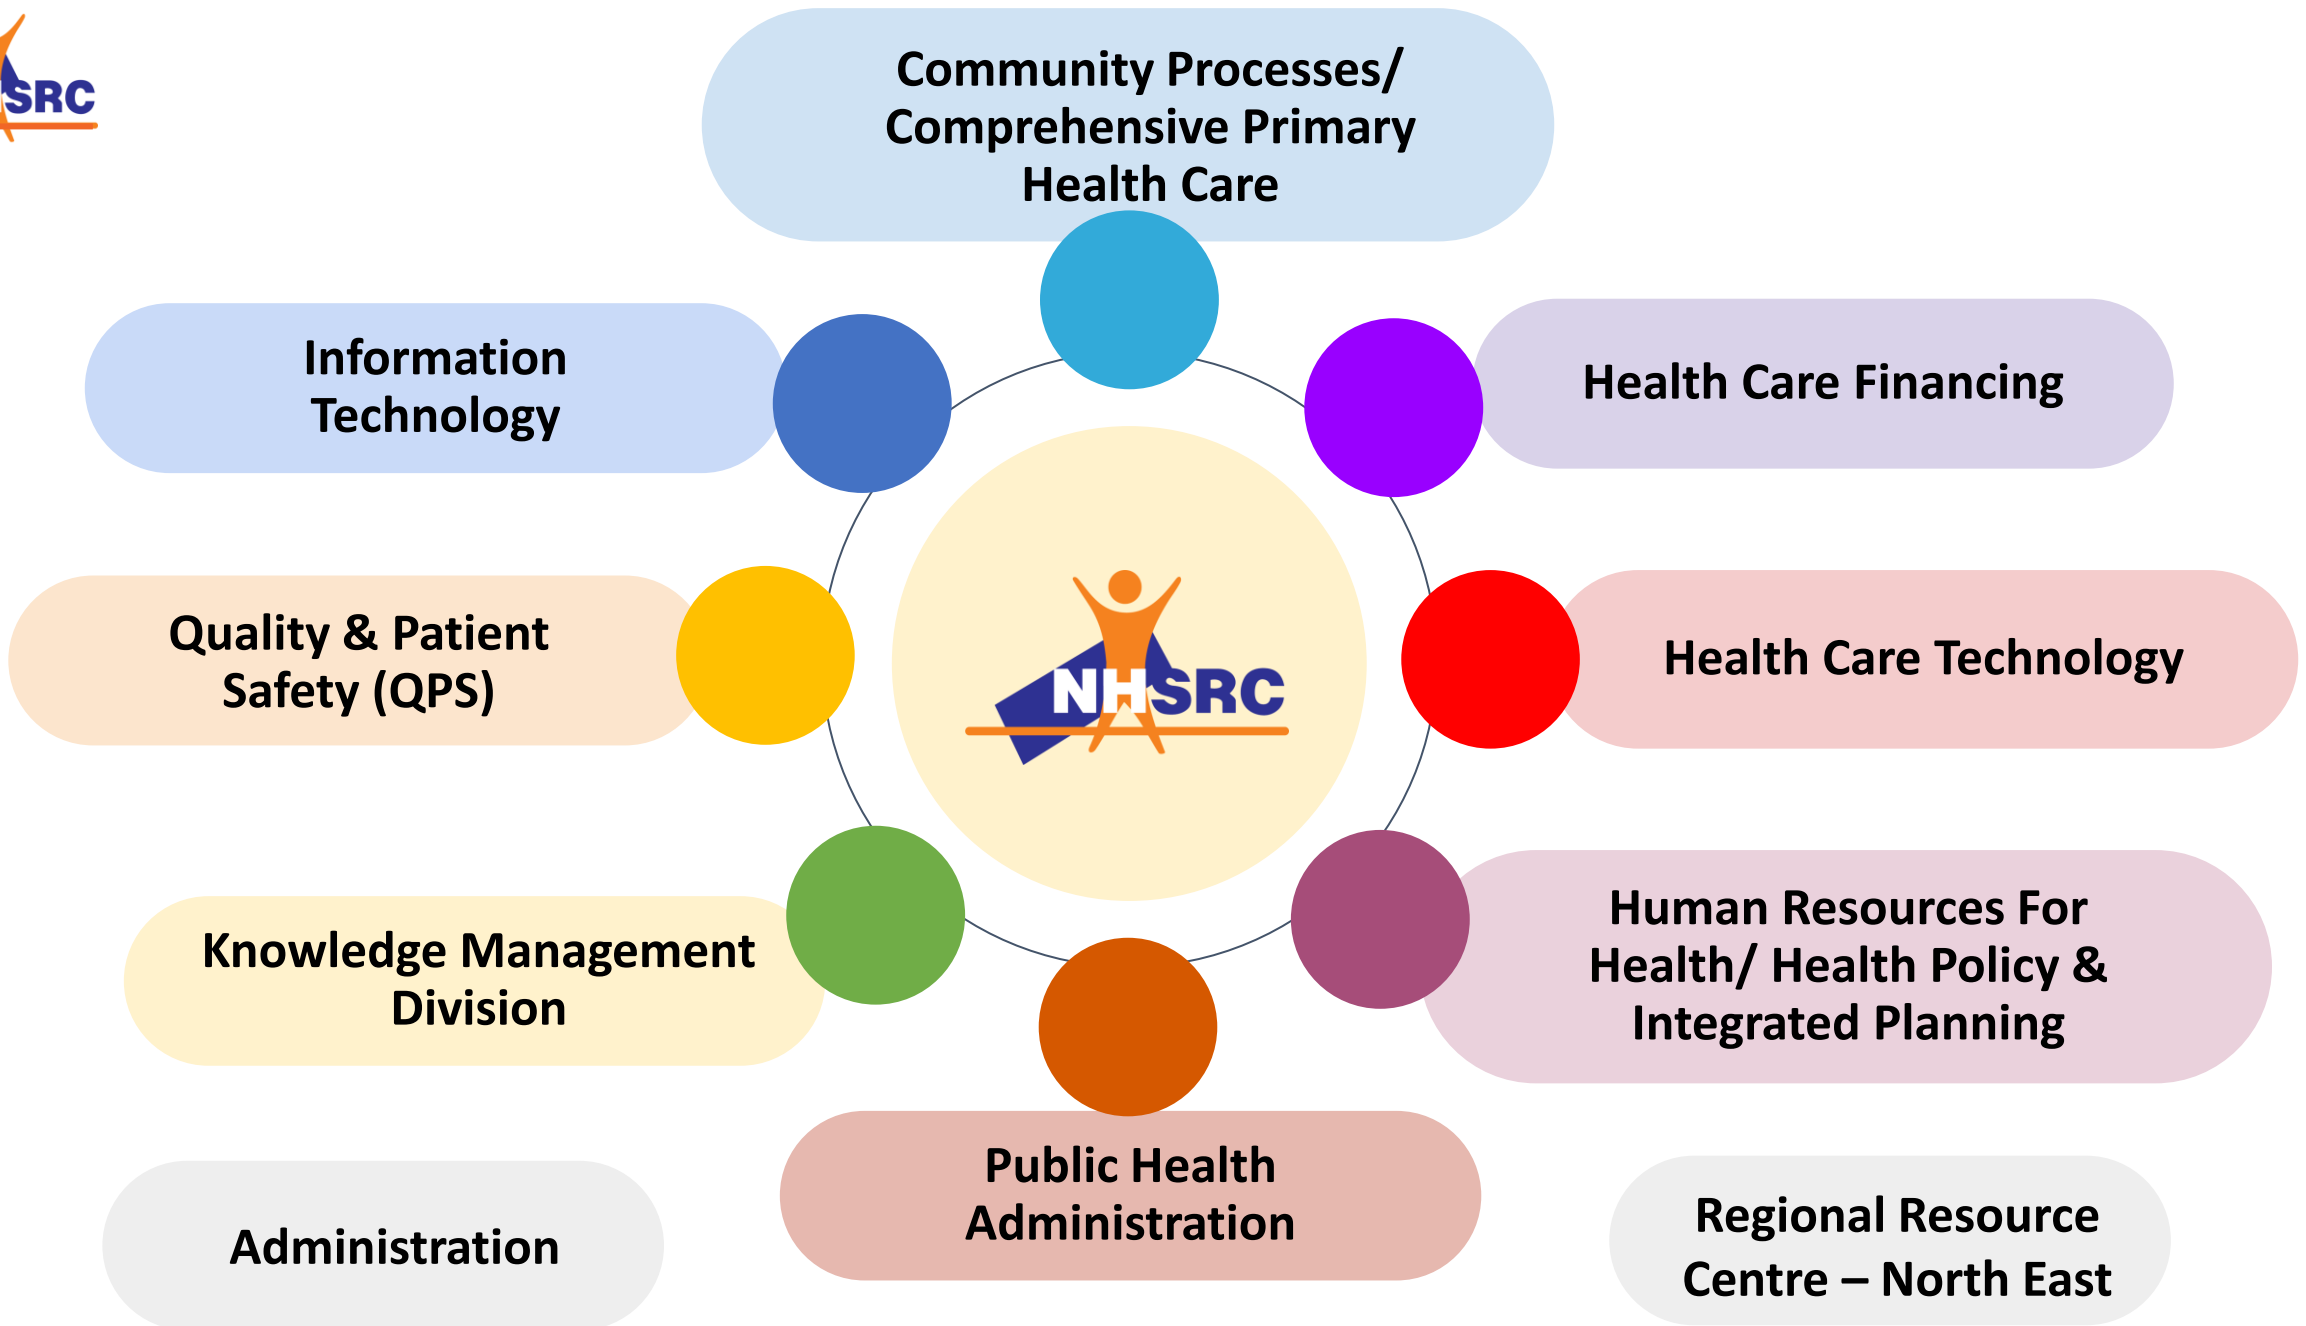 SRC
Community Processes/
Comprehensive Primary
Health Care
Information
Technology
Health Care Financing
Quality & Patient
Safety (QPS)
NHSRC
Health Care Technology
Knowledge Management
Division
Human Resources For
Health/ Health Policy &
Integrated Planning
Public Health
Administration
Administration
Regional Resource
Centre – North East